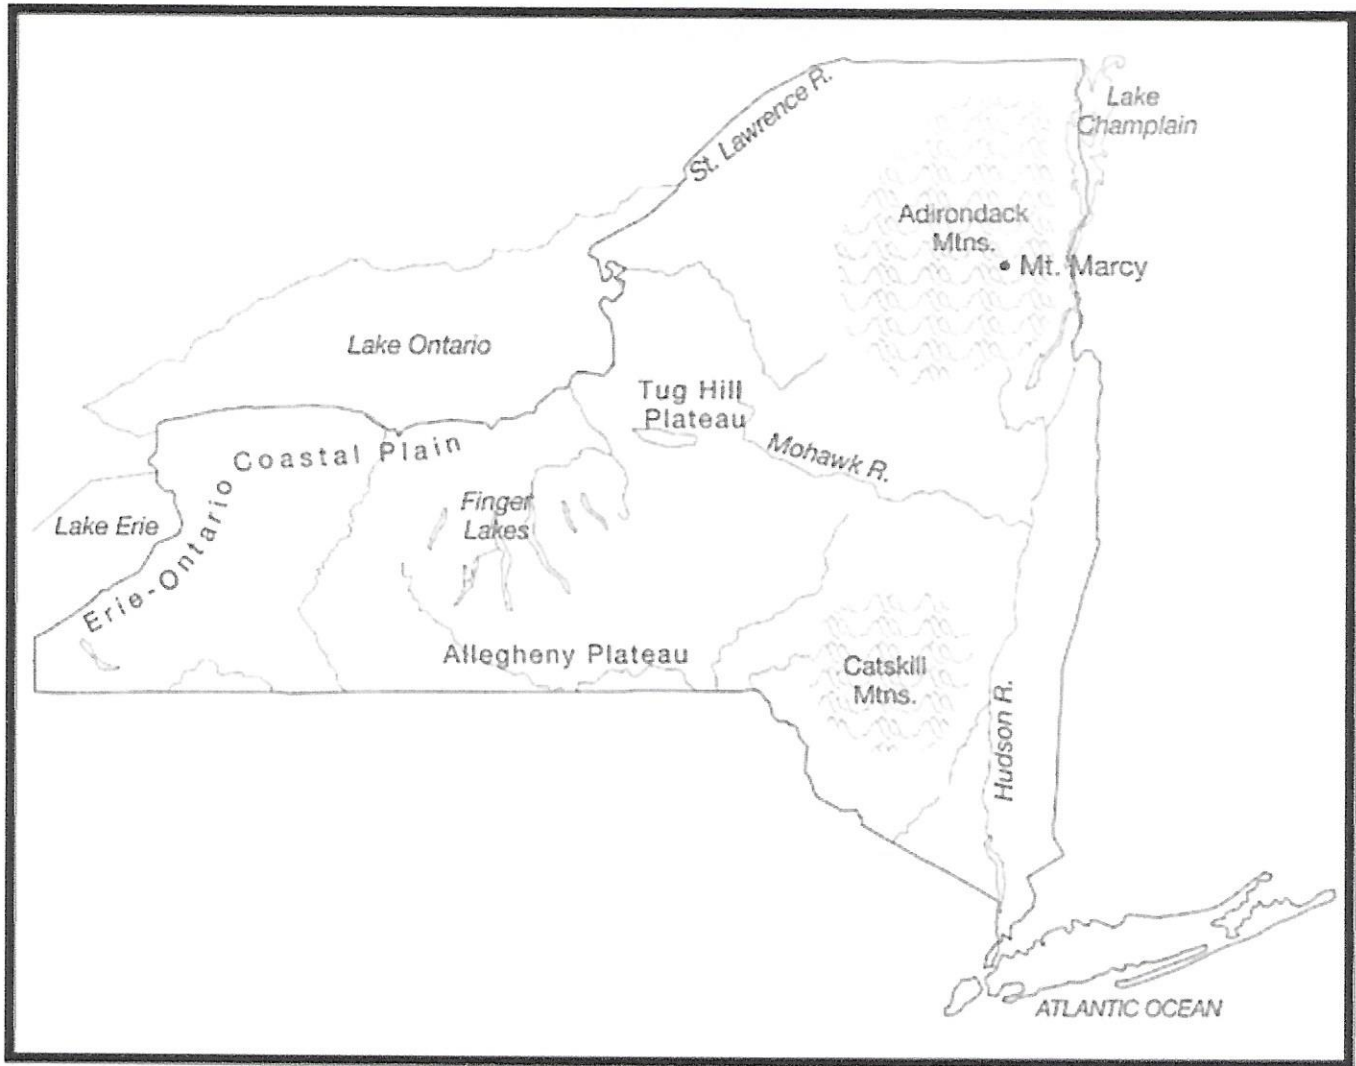 St. Lawrence R.
Lake
Champlain
Adirondack
Mtns.
Mt. Marcy
Lake Ontario
Tug Hill
Plateau
Mohawk R.
Erie-Ontario Coastal Plain
Finger
Lakes
Lake Erie
Allegheny Plateau
Catskill
Mtns.
Hudson R.
ATLANTIC OCEAN